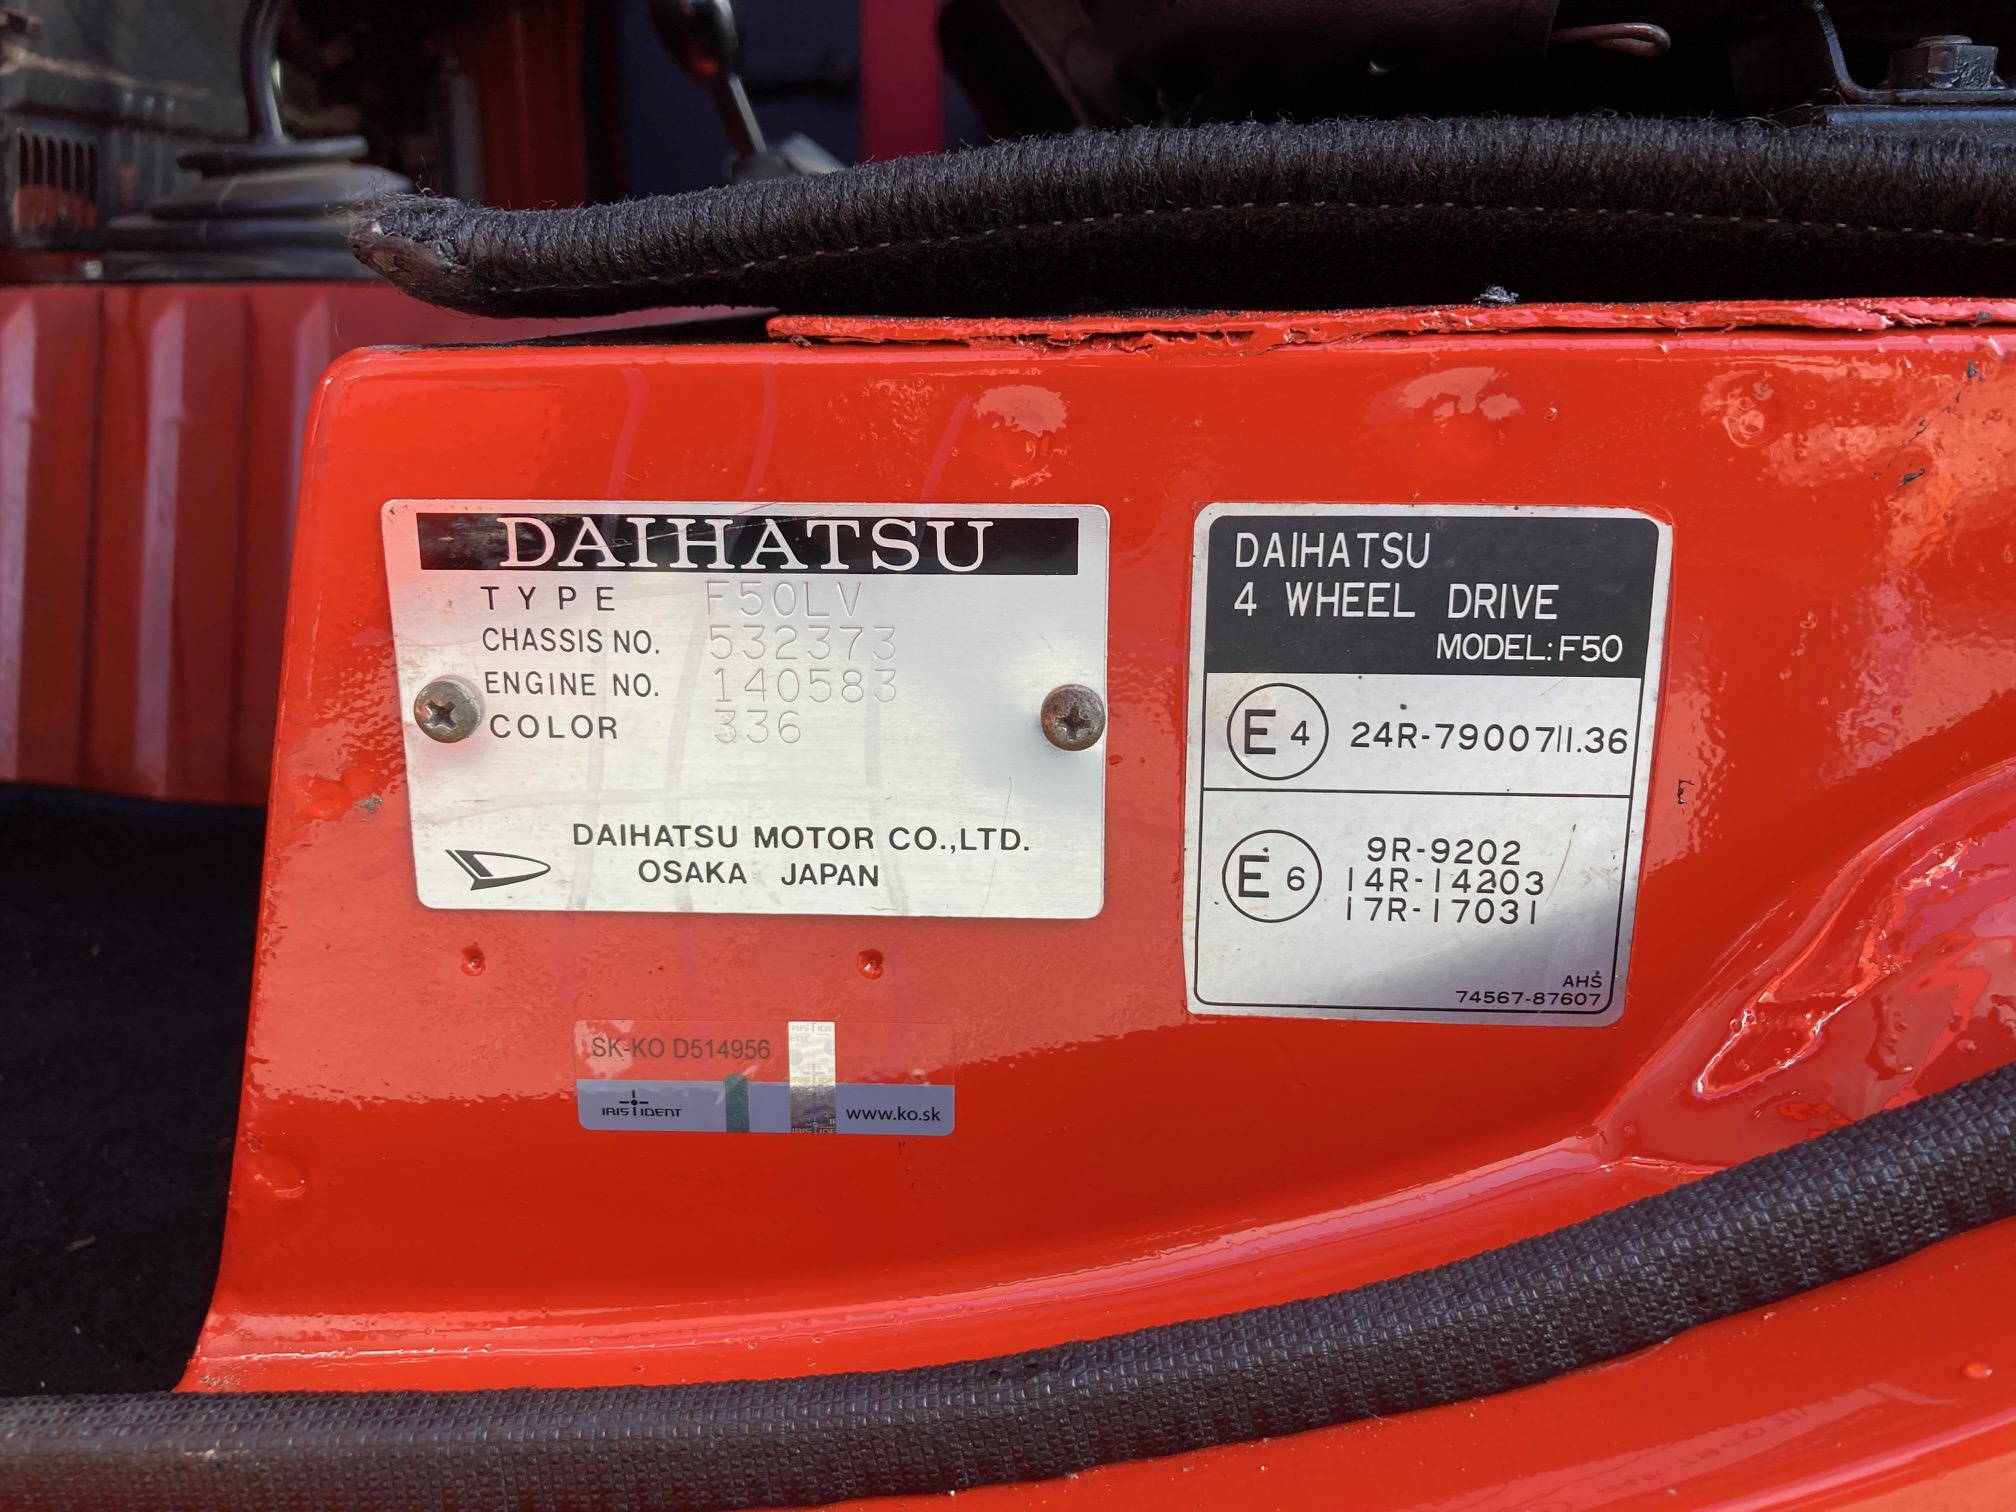 DAIHATSU
TYPE F50LV
CHASSIS NO. 532373
ENGINE NO. 140583
COLOR 336
DAIHATSU MOTOR CO.,LTD.
OSAKA JAPAN
DAIHATSU
4 WHEEL DRIVE
MODEL: F50
E 4 24R-79007II.36
E 6 9R-9202
14R-14203
17R-17031
AHS
74567-87607
SK-KO D514956
IRIS IDENT
www.ko.sk